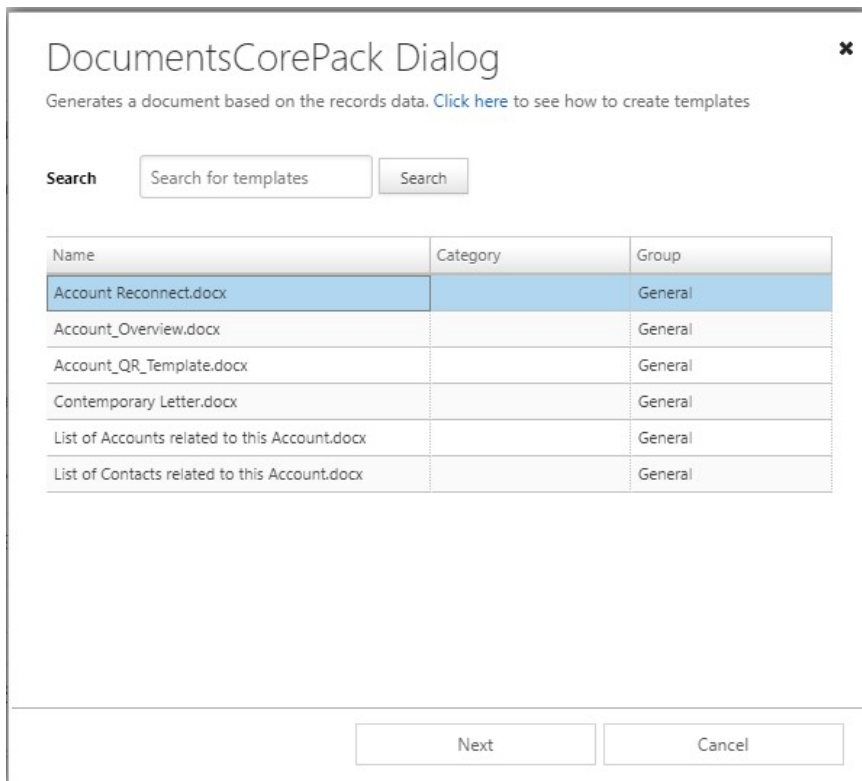 DocumentsCorePack Dialog
Generates a document based on the records data. Click here to see how to create templates
Search Search for templates Search
Name Category Group
Account Reconnect.docx General
Account_Overview.docx General
Account_QR_Template.docx General
Contemporary Letter.docx General
List of Accounts related to this Account.docx General
List of Contacts related to this Account.docx General
Next Cancel